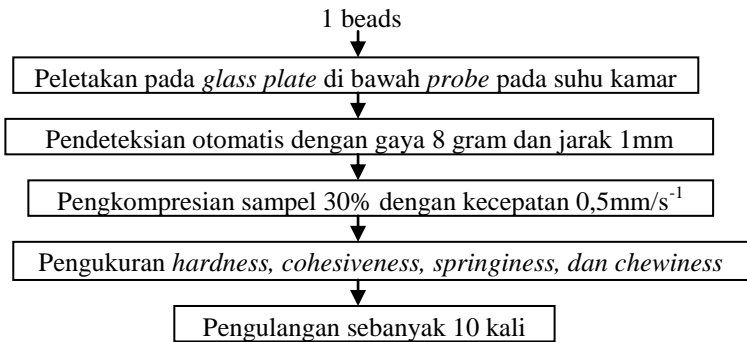 1 beads
Peletakan pada glass plate di bawah probe pada suhu kamar
Pendeteksian otomatis dengan gaya 8 gram dan jarak 1mm
Pengkompresian sampel 30% dengan kecepatan 0,5mm/s⁻¹
Pengukuran hardness, cohesiveness, springiness, dan chewiness
Pengulangan sebanyak 10 kali